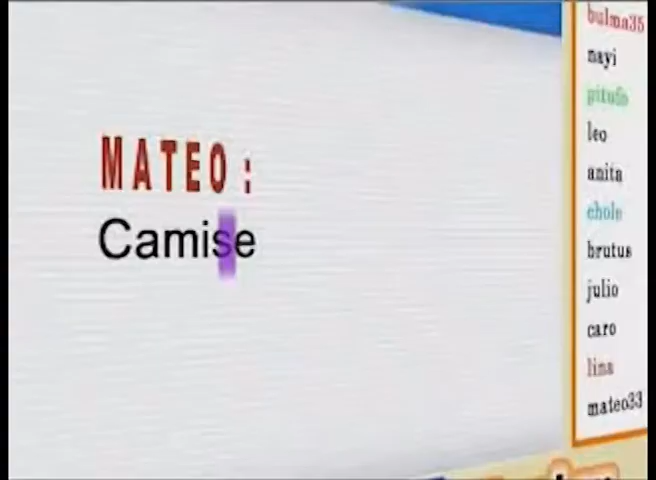 MATEO:
Camise
bulma35
nayi
pitufo
leo
anita
chole
brutus
julio
caro
lina
mateo33